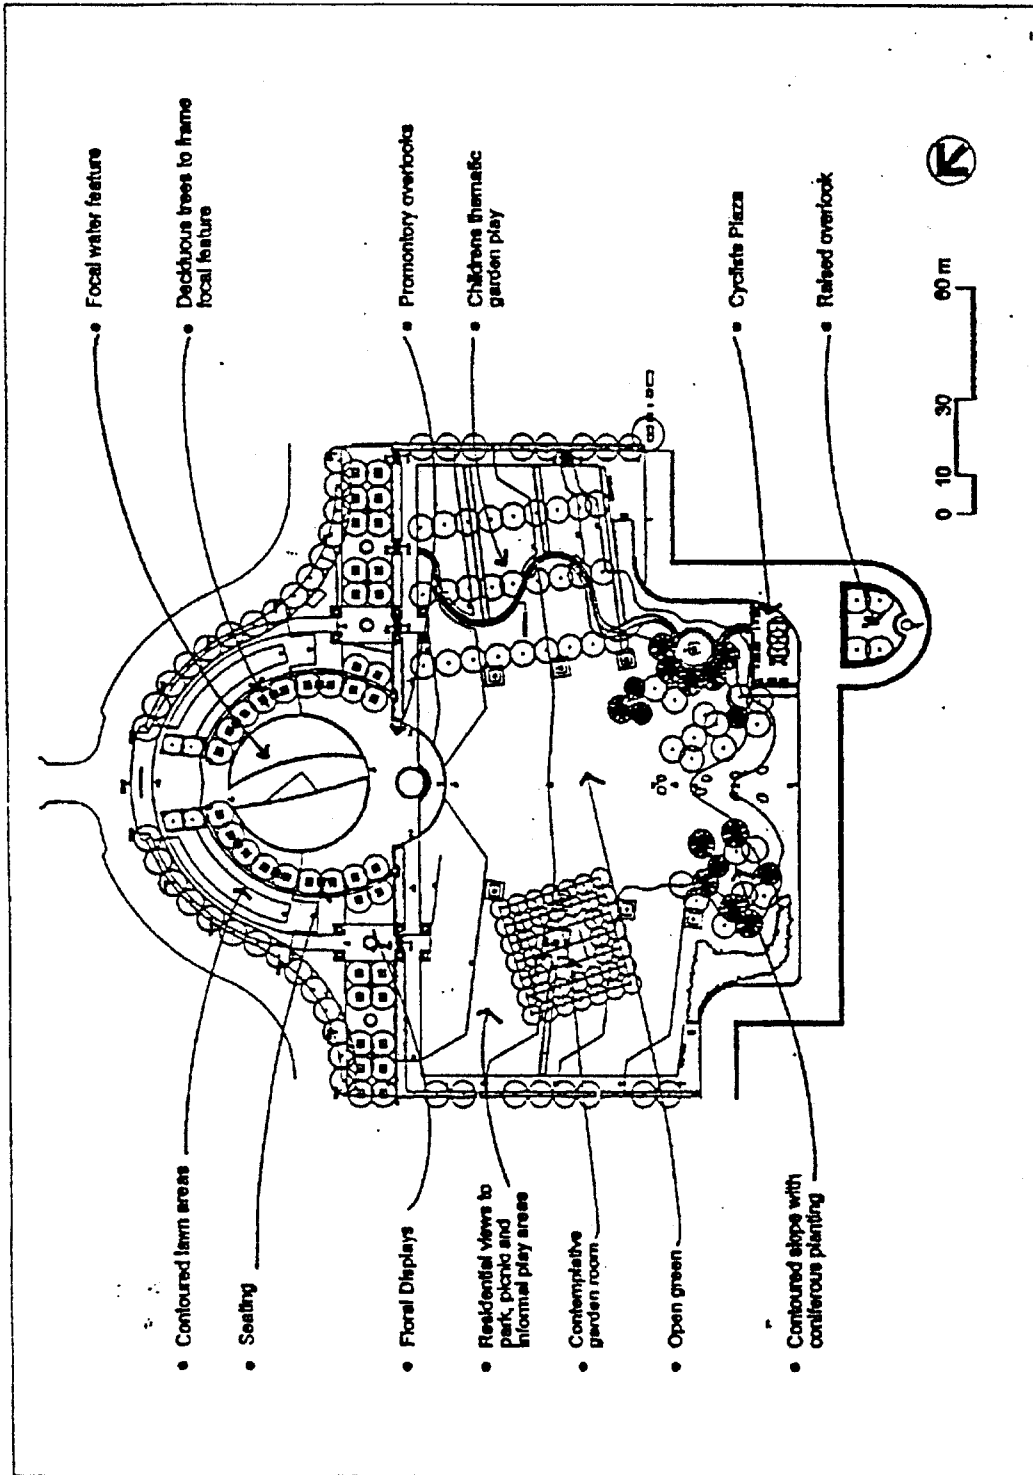 Focal water feature
Deciduous trees to frame
focal feature
Promontory overlooks
Childrens thematic
garden play
Cyclists Plaza
Raised overlook
0 10 30 60 m
Contoured lawn areas
Seating
Floral Displays
Residential views to
park, picnic and
informal play areas
Contemplative
garden room
Open green
Contoured slope with
coniferous planting